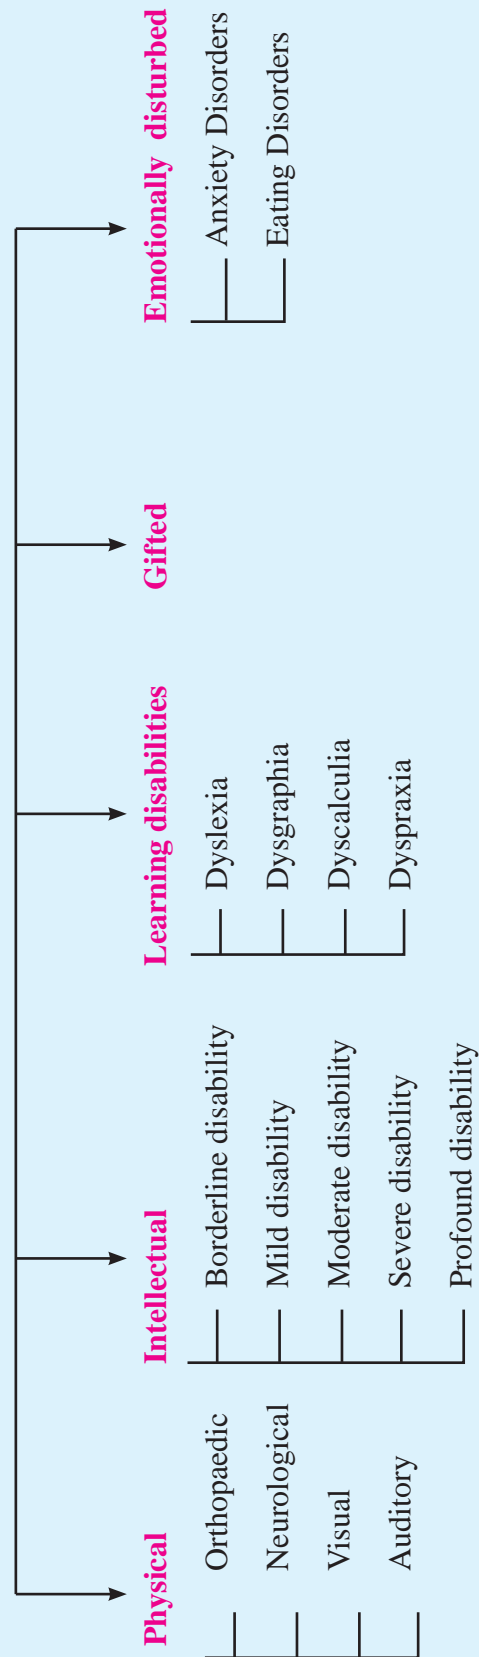 Physical
Orthopaedic
Neurological
Visual
Auditory
Intellectual
Borderline disability
Mild disability
Moderate disability
Severe disability
Profound disability
Learning disabilities
Dyslexia
Dysgraphia
Dyscalculia
Dyspraxia
Gifted
Emotionally disturbed
Anxiety Disorders
Eating Disorders